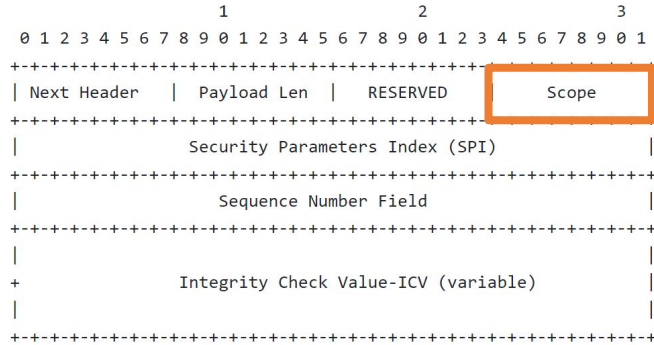 1 2 3
0 1 2 3 4 5 6 7 8 9 0 1 2 3 4 5 6 7 8 9 0 1 2 3 4 5 6 7 8 9 0 1
+-+-+-+-+-+-+-+-+-+-+-+-+-+-+-+-+-+-+-+-+-+-+-+-+-+-+-+-+-+-+-+-+
| Next Header | Payload Len | RESERVED | Scope
+-+-+-+-+-+-+-+-+-+-+-+-+-+-+-+-+-+-+-+-+-+-+-+-+-+-+-+-+-+-+-+-+
| Security Parameters Index (SPI) |
+-+-+-+-+-+-+-+-+-+-+-+-+-+-+-+-+-+-+-+-+-+-+-+-+-+-+-+-+-+-+-+-+
| Sequence Number Field |
+-+-+-+-+-+-+-+-+-+-+-+-+-+-+-+-+-+-+-+-+-+-+-+-+-+-+-+-+-+-+-+-+
| |
+ Integrity Check Value-ICV (variable) |
| |
+-+-+-+-+-+-+-+-+-+-+-+-+-+-+-+-+-+-+-+-+-+-+-+-+-+-+-+-+-+-+-+-+